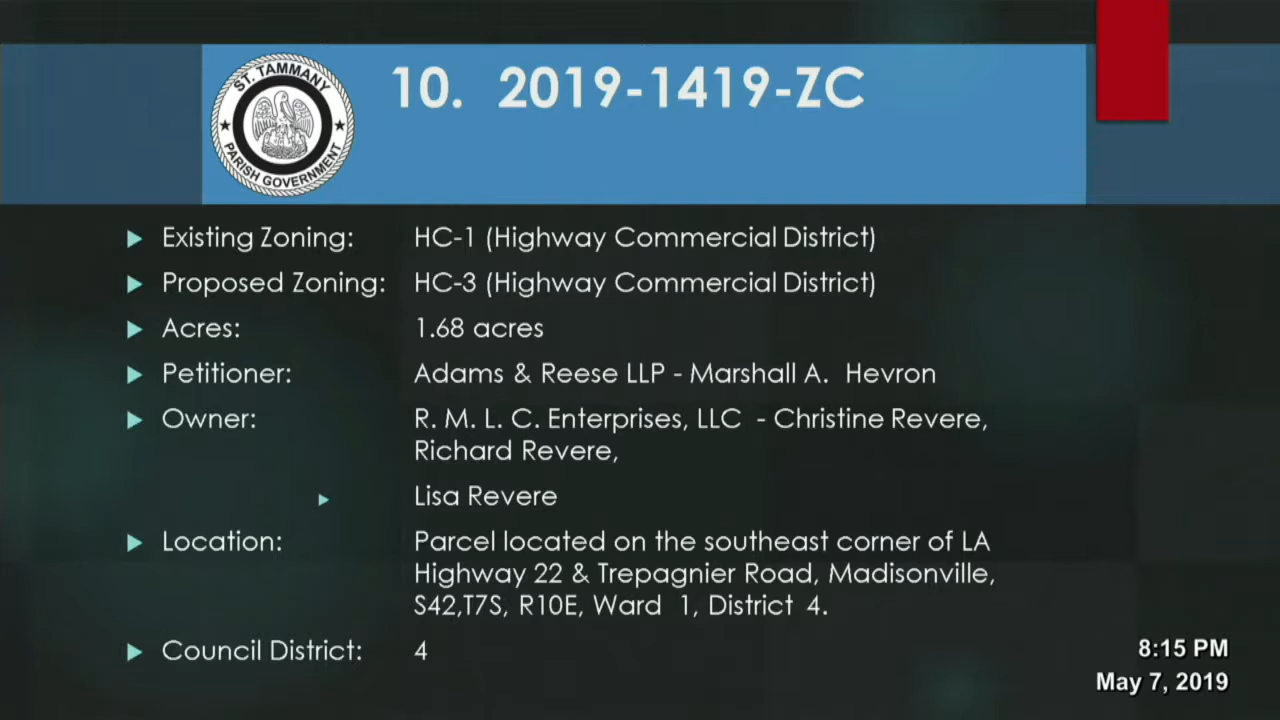 ST. TAMMANY
PARISH GOVERNMENT
10. 2019-1419-ZC
Existing Zoning: HC-1 (Highway Commercial District)
Proposed Zoning: HC-3 (Highway Commercial District)
Acres: 1.68 acres
Petitioner: Adams & Reese LLP - Marshall A. Hevron
Owner: R. M. L. C. Enterprises, LLC - Christine Revere,
Richard Revere,
Lisa Revere
Location: Parcel located on the southeast corner of LA
Highway 22 & Trepagnier Road, Madisonville,
S42,T7S, R10E, Ward 1, District 4.
Council District: 4
8:15 PM
May 7, 2019